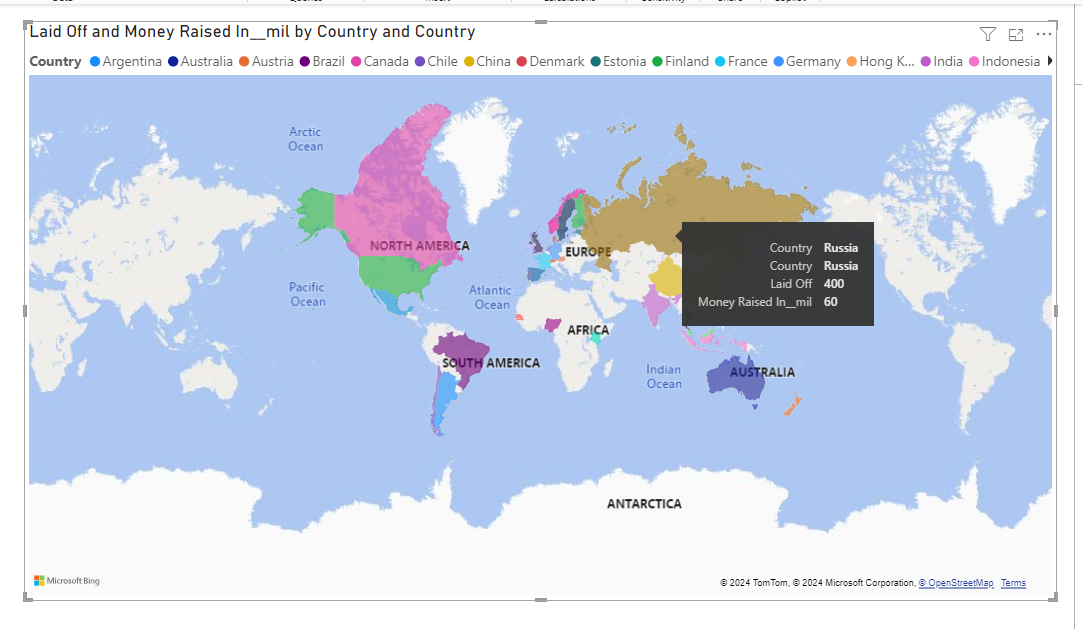 Laid Off and Money Raised In__mil by Country and Country
Country Argentina Australia Austria Brazil Canada Chile China Denmark Estonia Finland France Germany Hong K... India Indonesia
Arctic
Ocean
NORTH AMERICA
EUROPE
Country Russia
Country Russia
Laid Off 400
Money Raised In__mil 60
Pacific
Ocean
Atlantic
Ocean
AFRICA
SOUTH AMERICA
Indian
Ocean
AUSTRALIA
ANTARCTICA
Microsoft Bing
© 2024 TomTom, © 2024 Microsoft Corporation, © OpenStreetMap Terms